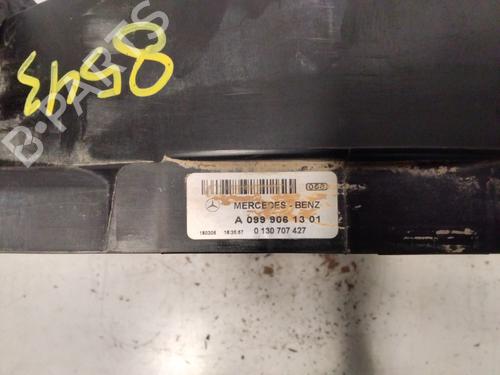 8543
B-PARTS
MERCEDES-BENZ
A 099 906 13 01
0 130 707 427